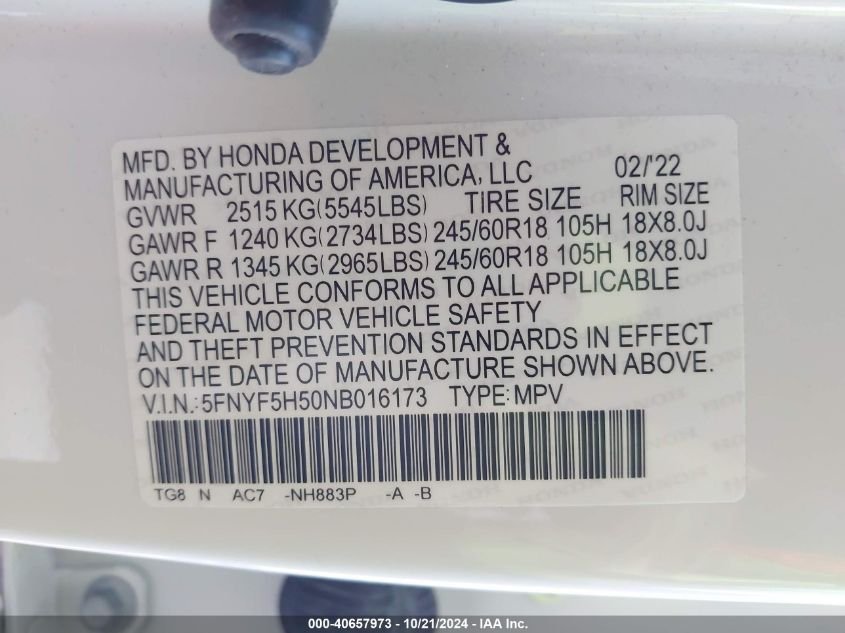 MFD. BY HONDA DEVELOPMENT &
MANUFACTURING OF AMERICA, LLC 02/'22
GVWR 2515 KG(5545LBS) TIRE SIZE RIM SIZE
GAWR F 1240 KG(2734LBS) 245/60R18 105H 18X8.0J
GAWR R 1345 KG(2965LBS) 245/60R18 105H 18X8.0J
THIS VEHICLE CONFORMS TO ALL APPLICABLE
FEDERAL MOTOR VEHICLE SAFETY
AND THEFT PREVENTION STANDARDS IN EFFECT
ON THE DATE OF MANUFACTURE SHOWN ABOVE.
V.I.N.: 5FNYF5H50NB016173 TYPE: MPV
TG8 N AC7 -NH883P -A -B
000-40657973 - 10/21/2024 - IAA Inc.